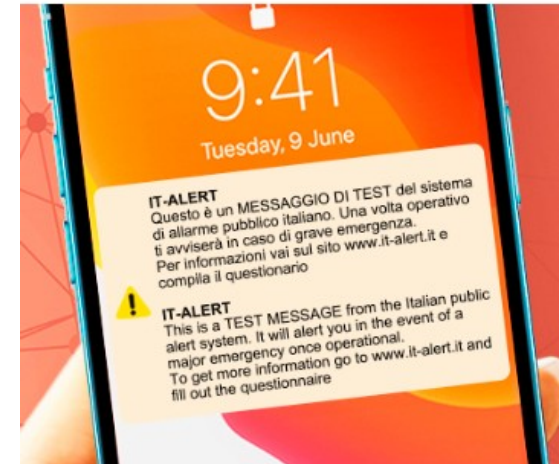 9:41
Tuesday, 9 June
IT-ALERT
Questo è un MESSAGGIO DI TEST del sistema
di allarme pubblico italiano. Una volta operativo
ti avviserà in caso di grave emergenza.
Per informazioni vai sul sito www.it-alert.it e
compila il questionario
IT-ALERT
This is a TEST MESSAGE from the Italian public
alert system. It will alert you in the event of a
major emergency once operational.
To get more information go to www.it-alert.it and
fill out the questionnaire